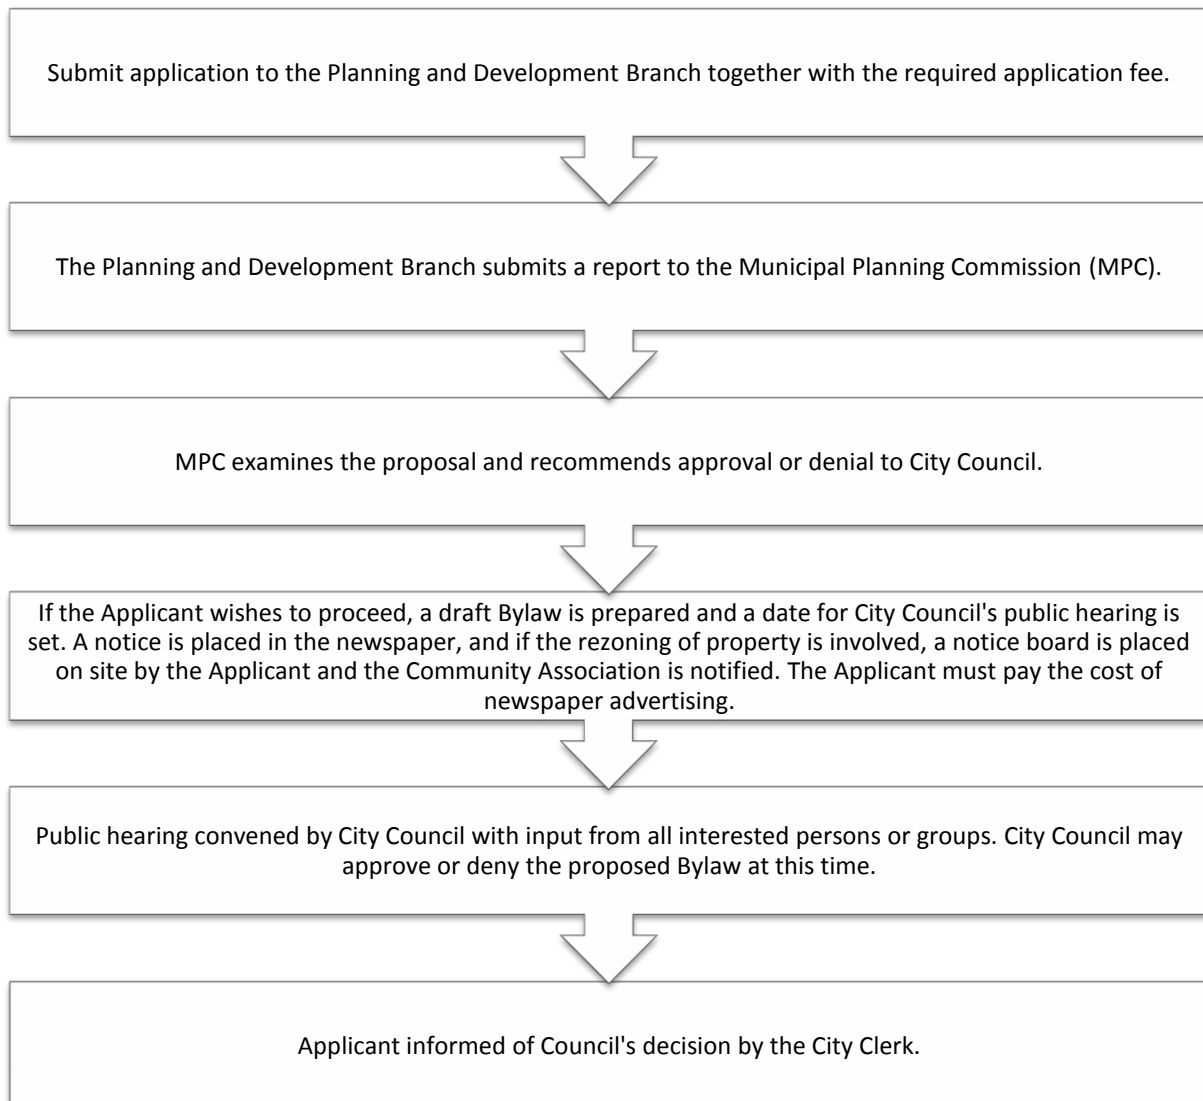 Submit application to the Planning and Development Branch together with the required application fee.
The Planning and Development Branch submits a report to the Municipal Planning Commission (MPC).
MPC examines the proposal and recommends approval or denial to City Council.
If the Applicant wishes to proceed, a draft Bylaw is prepared and a date for City Council's public hearing is
set. A notice is placed in the newspaper, and if the rezoning of property is involved, a notice board is placed
on site by the Applicant and the Community Association is notified. The Applicant must pay the cost of
newspaper advertising.
Public hearing convened by City Council with input from all interested persons or groups. City Council may
approve or deny the proposed Bylaw at this time.
Applicant informed of Council's decision by the City Clerk.